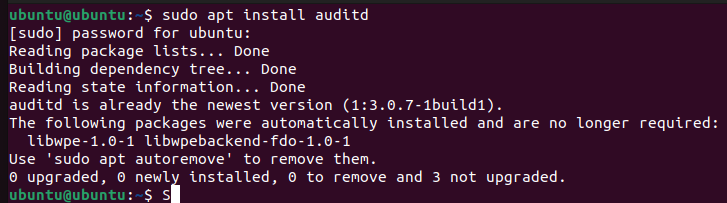 ubuntu@ubuntu:~$ sudo apt install auditd
[sudo] password for ubuntu:
Reading package lists... Done
Building dependency tree... Done
Reading state information... Done
auditd is already the newest version (1:3.0.7-1build1).
The following packages were automatically installed and are no longer required:
  libwpe-1.0-1 libwpebackend-fdo-1.0-1
Use 'sudo apt autoremove' to remove them.
0 upgraded, 0 newly installed, 0 to remove and 3 not upgraded.
ubuntu@ubuntu:~$ S